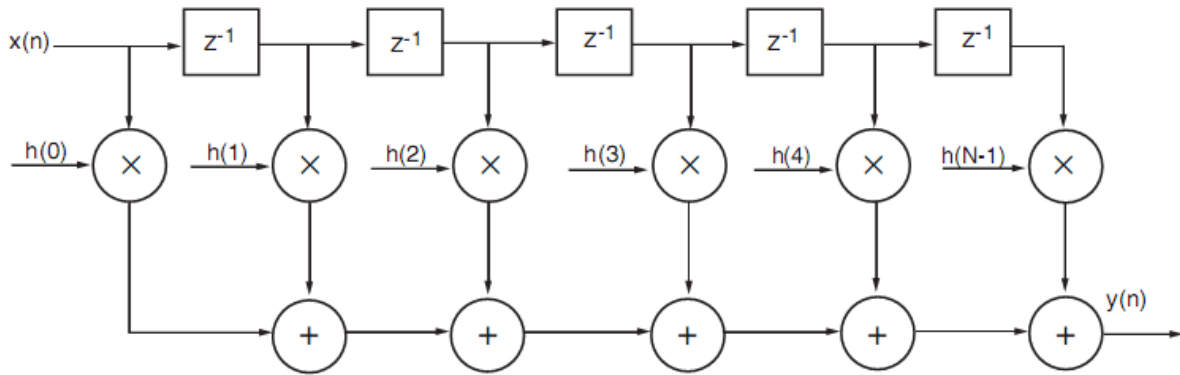 x(n) z⁻¹ z⁻¹ z⁻¹ z⁻¹ z⁻¹
h(0) × h(1) × h(2) × h(3) × h(4) × h(N-1) ×
y(n)
+ + + + +